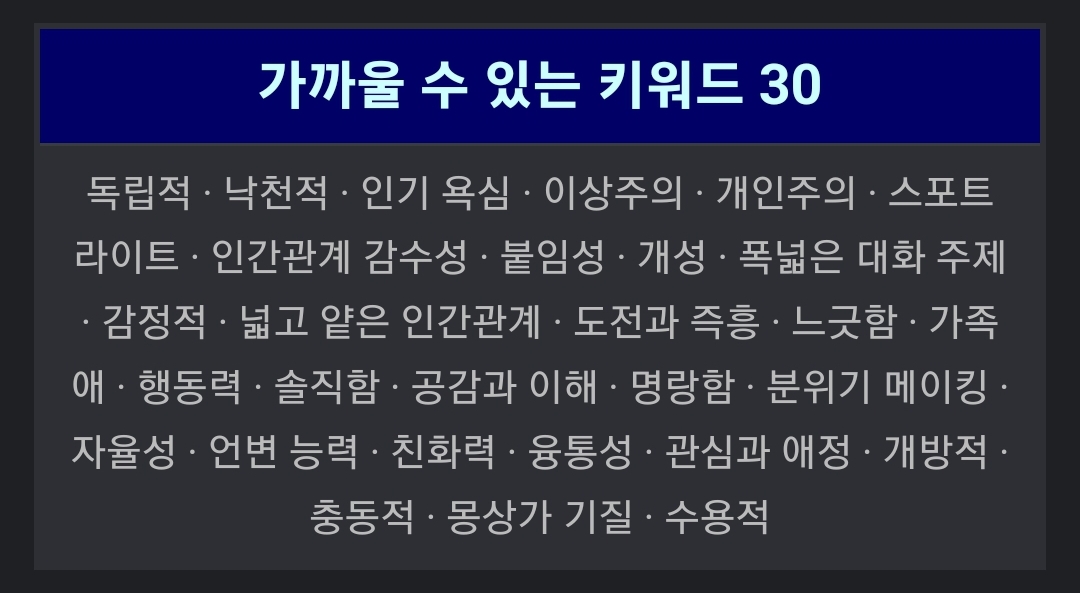 가까울 수 있는 키워드 30
독립적 · 낙천적 · 인기 욕심 · 이상주의 · 개인주의 · 스포트
라이트 · 인간관계 감수성 · 붙임성 · 개성 · 폭넓은 대화 주제
· 감정적 · 넓고 얕은 인간관계 · 도전과 즉흥 · 느긋함 · 가족
애 · 행동력 · 솔직함 · 공감과 이해 · 명랑함 · 분위기 메이킹 ·
자율성 · 언변 능력 · 친화력 · 융통성 · 관심과 애정 · 개방적 ·
충동적 · 몽상가 기질 · 수용적